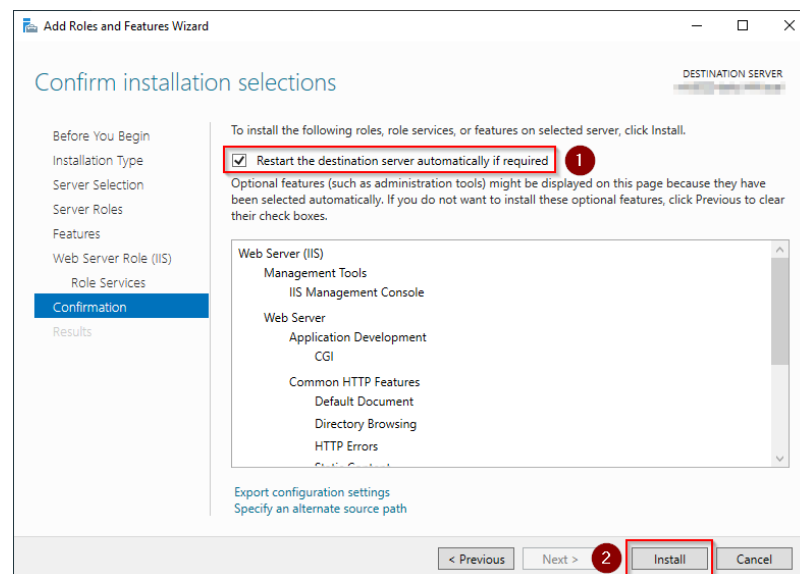 Add Roles and Features Wizard
Confirm installation selections
DESTINATION SERVER
Before You Begin
Installation Type
Server Selection
Server Roles
Features
Web Server Role (IIS)
Role Services
Confirmation
Results
To install the following roles, role services, or features on selected server, click Install.
Restart the destination server automatically if required
1
Optional features (such as administration tools) might be displayed on this page because they have
been selected automatically. If you do not want to install these optional features, click Previous to clear
their check boxes.
Web Server (IIS)
Management Tools
IIS Management Console
Web Server
Application Development
CGI
Common HTTP Features
Default Document
Directory Browsing
HTTP Errors
Export configuration settings
Specify an alternate source path
< Previous
Next >
2
Install
Cancel